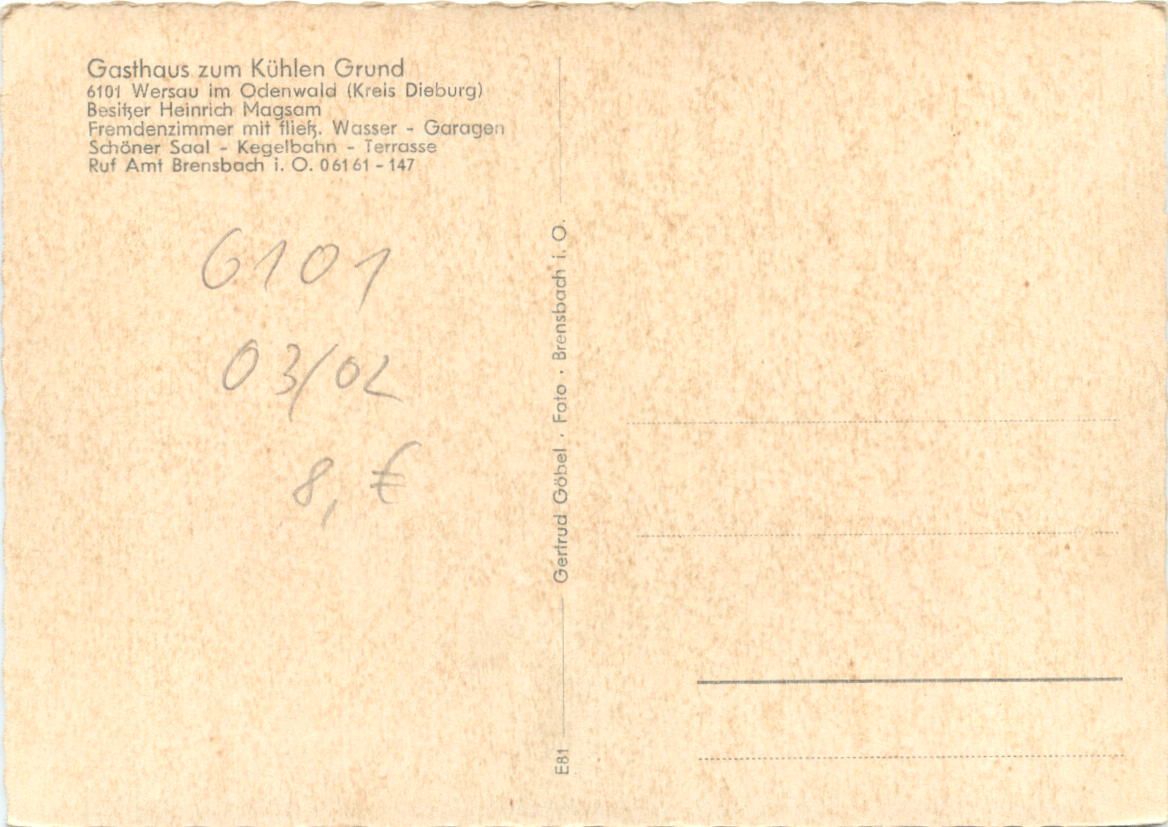 Gasthaus zum Kühlen Grund
6101 Wersau im Odenwald (Kreis Dieburg)
Besitzer Heinrich Magsam
Fremdenzimmer mit fließ. Wasser - Garagen
Schöner Saal - Kegelbahn - Terrasse
Ruf Amt Brensbach i. O. 06161 - 147
6101
03/02
8, €
E81 Gertrud Göbel · Foto · Brensbach i. O.